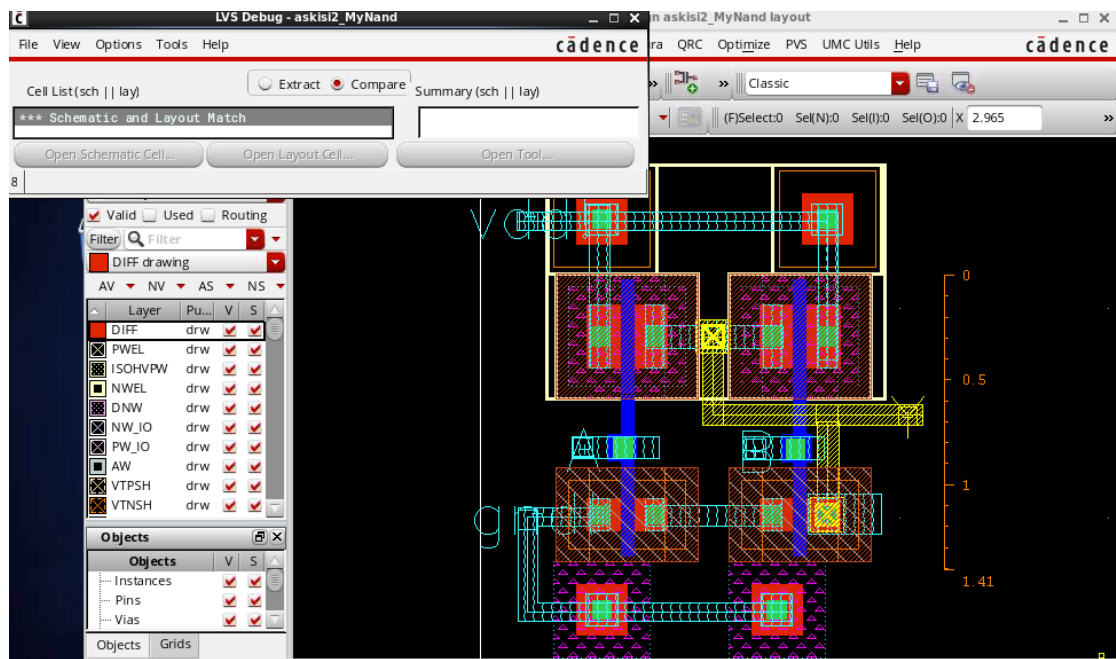 LVS Debug - askisi2_MyNand
n askisi2_MyNand layout
File View Options Tools Help cādence
ra QRC Optimize PVS UMC Utils Help cādence
Extract Compare
Cell List(sch || lay) Summary (sch || lay)
*** Schematic and Layout Match
Open Schematic Cell... Open Layout Cell... Open Tool...
8
» » Classic
(F)Select:0 Sel(N):0 Sel(I):0 Sel(O):0 X 2.965 »
Valid Used Routing
Filter Filter
DIFF drawing
AV NV AS NS
Layer Pu... V S
DIFF drw
PWEL drw
ISOHVPW drw
NWEL drw
DNW drw
NW_IO drw
PW_IO drw
AW drw
VTPSH drw
VTNSH drw
Objects
Objects V S
Instances
Pins
Vias
Objects Grids
Vdd
A B
Y
0
0.5
1
1.41